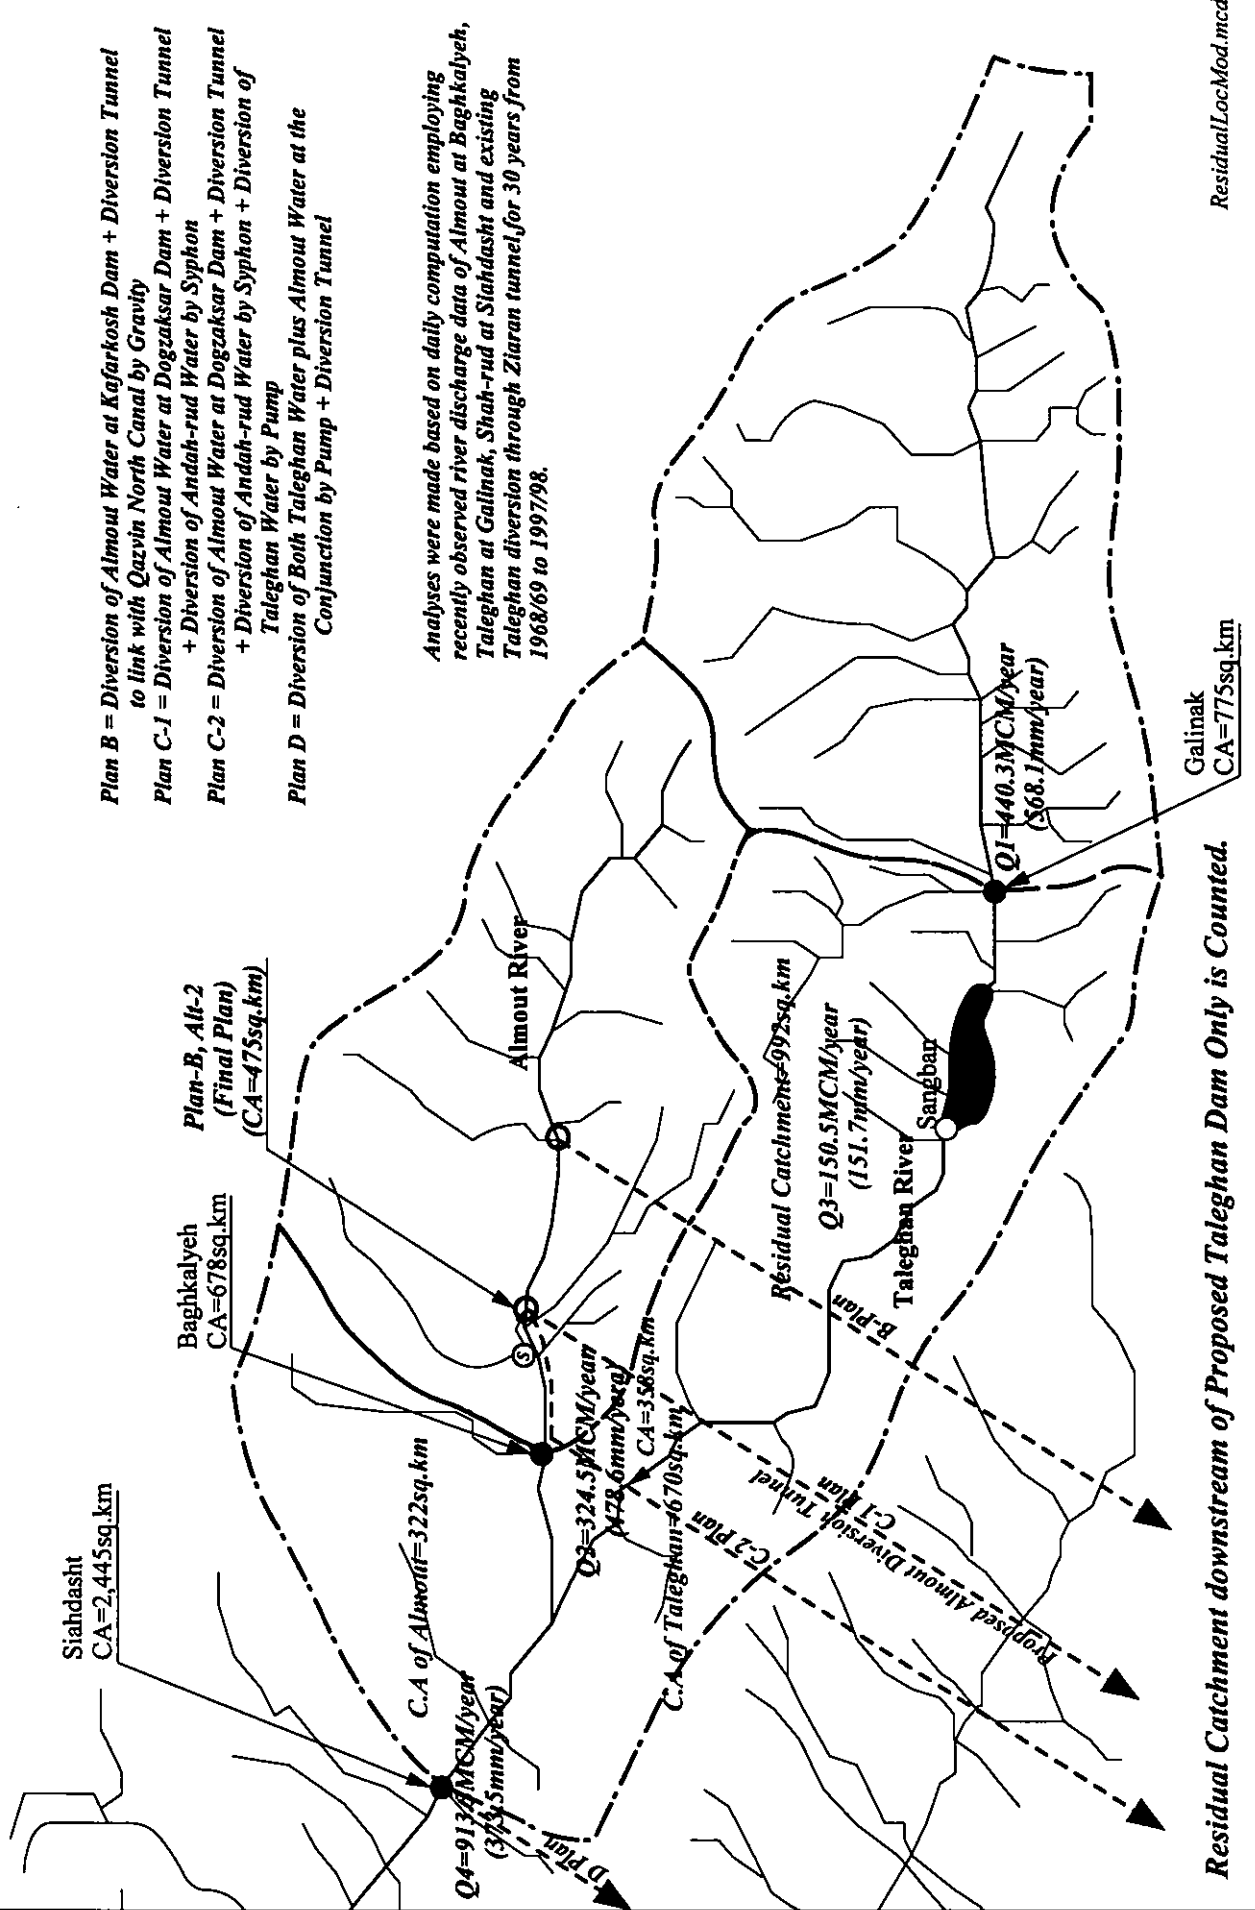 Plan B = Diversion of Almout Water at Kafarkosh Dam + Diversion Tunnel
to link with Qazvin North Canal by Gravity
Plan C-1 = Diversion of Almout Water at Dogzaksar Dam + Diversion Tunnel
+ Diversion of Andah-rud Water by Syphon
Plan C-2 = Diversion of Almout Water at Dogzaksar Dam + Diversion Tunnel
+ Diversion of Andah-rud Water by Syphon + Diversion of
Taleghan Water by Pump
Plan D = Diversion of Both Taleghan Water plus Almout Water at the
Conjunction by Pump + Diversion Tunnel
Analyses were made based on daily computation employing
recently observed river discharge data of Almout at Baghkalyeh,
Taleghan at Galinak, Shah-rud at Siahdasht and existing
Taleghan diversion through Ziaran tunnel,for 30 years from
1968/69 to 1997/98.
Siahdasht
CA=2,445sq.km
Baghkalyeh
CA=678sq.km
Plan-B, Alt-2
(Final Plan)
(CA=475sq.km)
Almout River
C.A of Almout=322sq.km
S
Q2=324.5MCM/year
(478.6mm/yera)
CA=358sq.km
C.A of Taleghan=670sq.km
Residual Catchment=992sq.km
Q3=150.5MCM/year
(151.7mm/year)
Taleghan River
Sangban
Q1=440.3MCM/year
(568.1mm/year)
Galinak
CA=775sq.km
(373.5mm/year)
D Plan
C-2 Plan
Proppsed Almout Diversion Tunnel
C-1 Plan
B-Plan
Residual Catchment downstream of Proposed Taleghan Dam Only is Counted.
ResidualLocMod.mcd